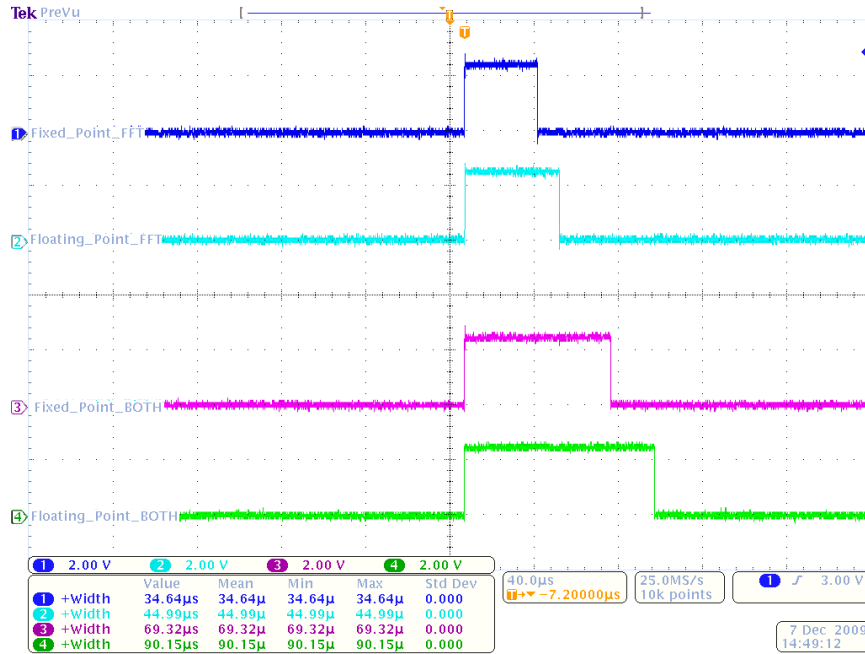 Tek PreVu
T
T
1 Fixed_Point_FFT
2 Floating_Point_FFT
3 Fixed_Point_BOTH
4 Floating_Point_BOTH
1 2.00 V 2 2.00 V 3 2.00 V 4 2.00 V
Value Mean Min Max Std Dev
1 +Width 34.64µs 34.64µ 34.64µ 34.64µ 0.000
2 +Width 44.99µs 44.99µ 44.99µ 44.99µ 0.000
3 +Width 69.32µs 69.32µ 69.32µ 69.32µ 0.000
4 +Width 90.15µs 90.15µ 90.15µ 90.15µ 0.000
40.0µs
T→▼ −7.20000µs
25.0MS/s
10k points
1 3.00 V
7 Dec 2009
14:49:12